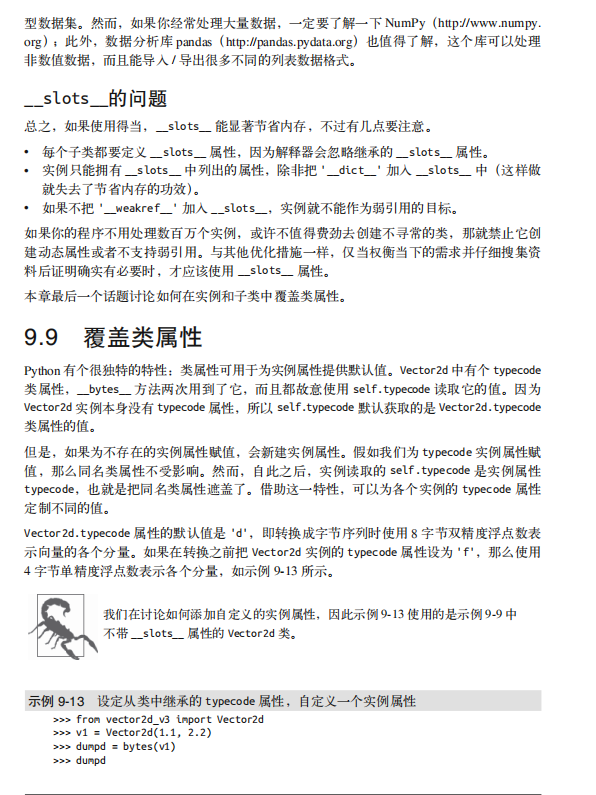 型数据集。然而，如果你经常处理大量数据，一定要了解一下 NumPy（http://www.numpy.
org）；此外，数据分析库 pandas（http://pandas.pydata.org）也值得了解，这个库可以处理
非数值数据，而且能导入 / 导出很多不同的列表数据格式。
__slots__的问题
总之，如果使用得当，__slots__ 能显著节省内存，不过有几点要注意。
• 每个子类都要定义 __slots__ 属性，因为解释器会忽略继承的 __slots__ 属性。
• 实例只能拥有 __slots__ 中列出的属性，除非把 '__dict__' 加入 __slots__ 中（这样做
就失去了节省内存的功效）。
• 如果不把 '__weakref__' 加入 __slots__，实例就不能作为弱引用的目标。
如果你的程序不用处理数百万个实例，或许不值得费劲去创建不寻常的类，那就禁止它创
建动态属性或者不支持弱引用。与其他优化措施一样，仅当权衡当下的需求并仔细搜集资
料后证明确实有必要时，才应该使用 __slots__ 属性。
本章最后一个话题讨论如何在实例和子类中覆盖类属性。
9.9 覆盖类属性
Python 有个很独特的特性：类属性可用于为实例属性提供默认值。Vector2d 中有个 typecode
类属性，__bytes__ 方法两次用到了它，而且都故意使用 self.typecode 读取它的值。因为
Vector2d 实例本身没有 typecode 属性，所以 self.typecode 默认获取的是 Vector2d.typecode
类属性的值。
但是，如果为不存在的实例属性赋值，会新建实例属性。假如我们为 typecode 实例属性赋
值，那么同名类属性不受影响。然而，自此之后，实例读取的 self.typecode 是实例属性
typecode，也就是把同名类属性遮盖了。借助这一特性，可以为各个实例的 typecode 属性
定制不同的值。
Vector2d.typecode 属性的默认值是 'd'，即转换成字节序列时使用 8 字节双精度浮点数表
示向量的各个分量。如果在转换之前把 Vector2d 实例的 typecode 属性设为 'f'，那么使用
4 字节单精度浮点数表示各个分量，如示例 9-13 所示。
我们在讨论如何添加自定义的实例属性，因此示例 9-13 使用的是示例 9-9 中
不带 __slots__ 属性的 Vector2d 类。
示例 9-13 设定从类中继承的 typecode 属性，自定义一个实例属性
>>> from vector2d_v3 import Vector2d
>>> v1 = Vector2d(1.1, 2.2)
>>> dumpd = bytes(v1)
>>> dumpd